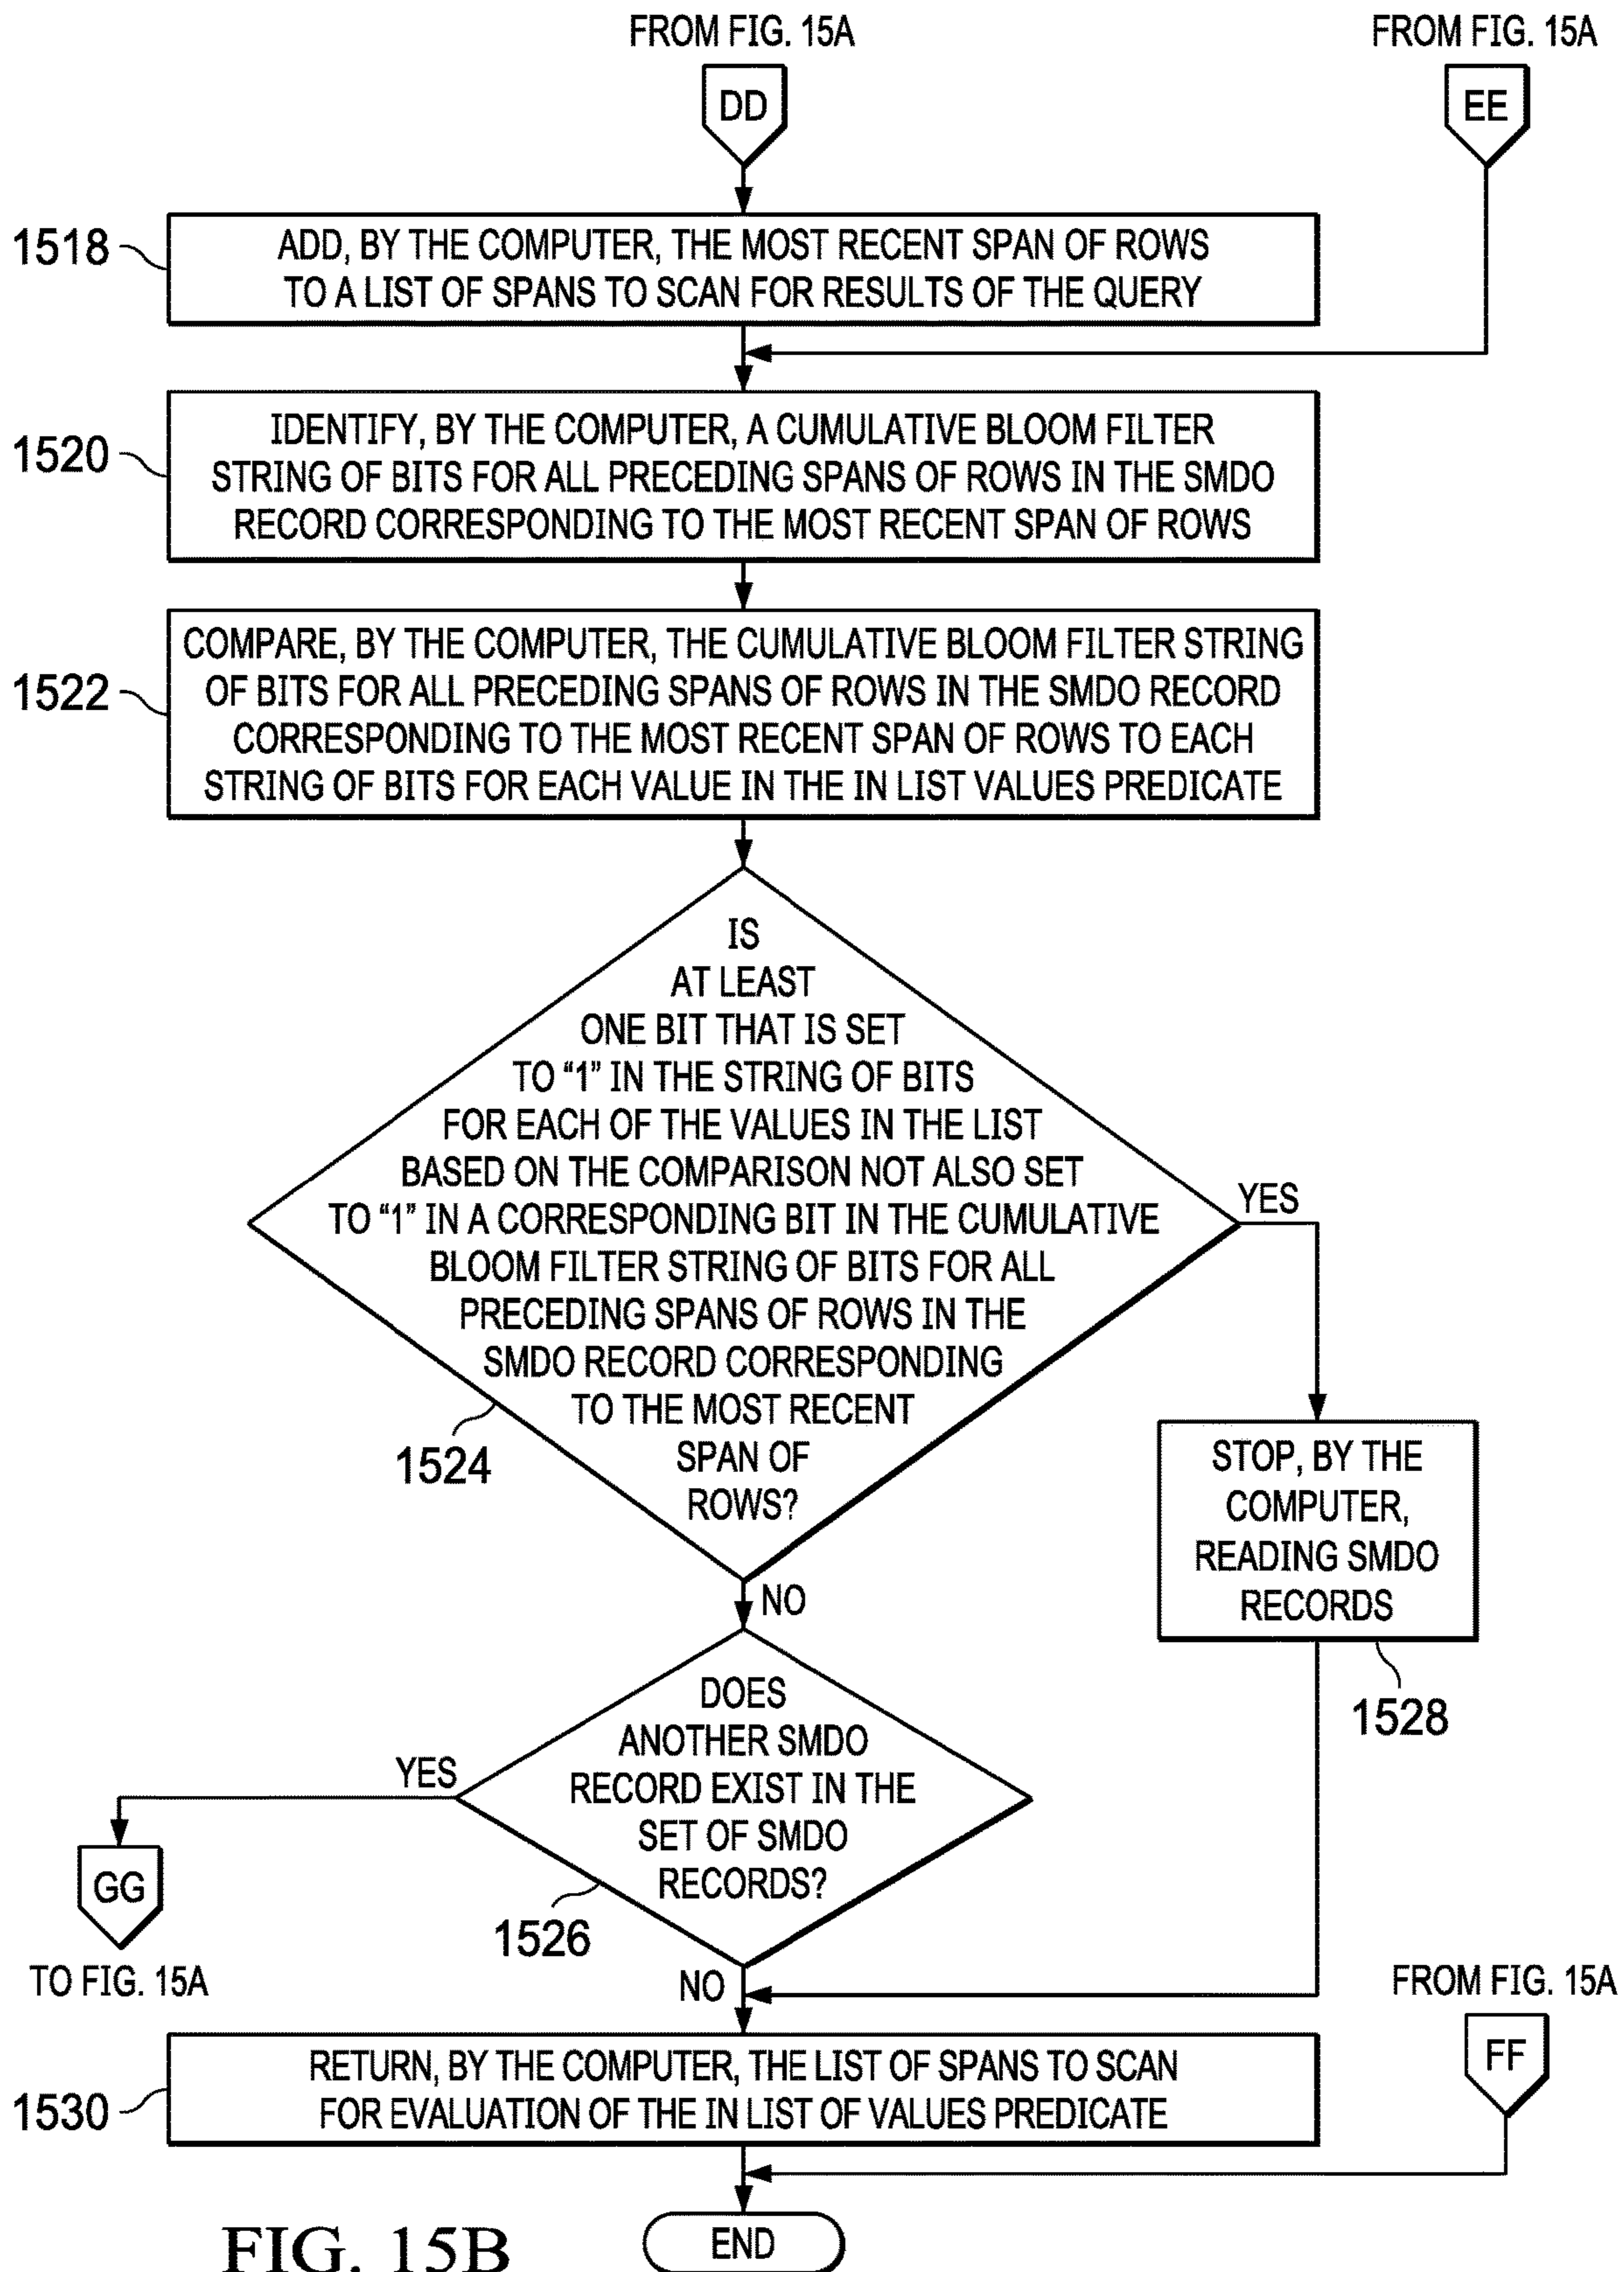 FROM FIG. 15A
FROM FIG. 15A
DD
EE
1518
ADD, BY THE COMPUTER, THE MOST RECENT SPAN OF ROWS
TO A LIST OF SPANS TO SCAN FOR RESULTS OF THE QUERY
1520
IDENTIFY, BY THE COMPUTER, A CUMULATIVE BLOOM FILTER
STRING OF BITS FOR ALL PRECEDING SPANS OF ROWS IN THE SMDO
RECORD CORRESPONDING TO THE MOST RECENT SPAN OF ROWS
1522
COMPARE, BY THE COMPUTER, THE CUMULATIVE BLOOM FILTER STRING
OF BITS FOR ALL PRECEDING SPANS OF ROWS IN THE SMDO RECORD
CORRESPONDING TO THE MOST RECENT SPAN OF ROWS TO EACH
STRING OF BITS FOR EACH VALUE IN THE IN LIST VALUES PREDICATE
IS
AT LEAST
ONE BIT THAT IS SET
TO “1” IN THE STRING OF BITS
FOR EACH OF THE VALUES IN THE LIST
BASED ON THE COMPARISON NOT ALSO SET
TO “1” IN A CORRESPONDING BIT IN THE CUMULATIVE
BLOOM FILTER STRING OF BITS FOR ALL
PRECEDING SPANS OF ROWS IN THE
SMDO RECORD CORRESPONDING
TO THE MOST RECENT
SPAN OF
ROWS?
1524
YES
STOP, BY THE
COMPUTER,
READING SMDO
RECORDS
1528
NO
DOES
ANOTHER SMDO
RECORD EXIST IN THE
SET OF SMDO
RECORDS?
1526
YES
GG
TO FIG. 15A
NO
FROM FIG. 15A
FF
1530
RETURN, BY THE COMPUTER, THE LIST OF SPANS TO SCAN
FOR EVALUATION OF THE IN LIST OF VALUES PREDICATE
END
FIG. 15B